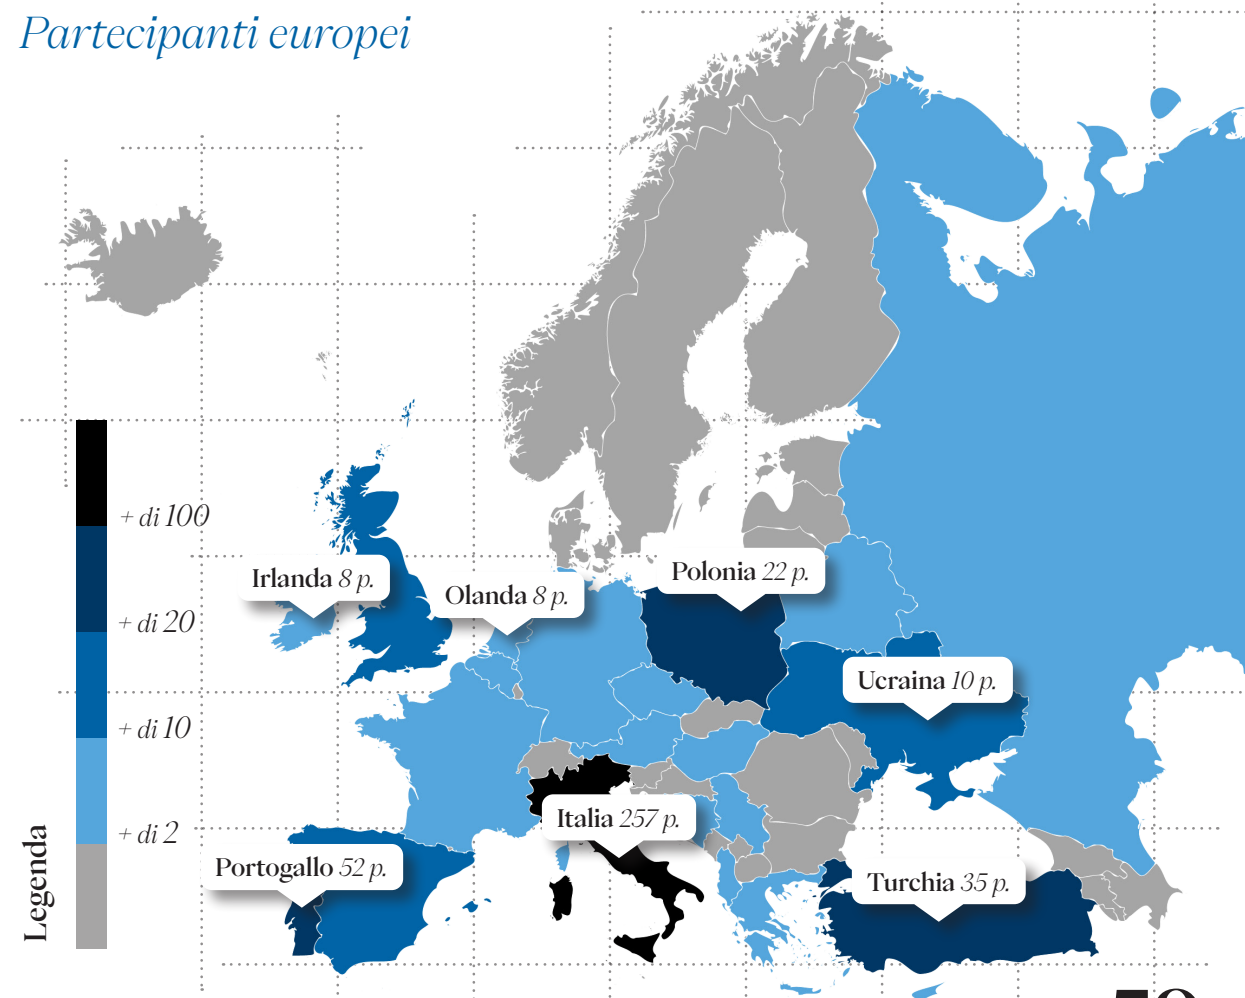 Partecipanti europei
+ di 100
+ di 20
+ di 10
+ di 2
Legenda
Irlanda 8 p.
Olanda 8 p.
Polonia 22 p.
Ucraina 10 p.
Italia 257 p.
Portogallo 52 p.
Turchia 35 p.